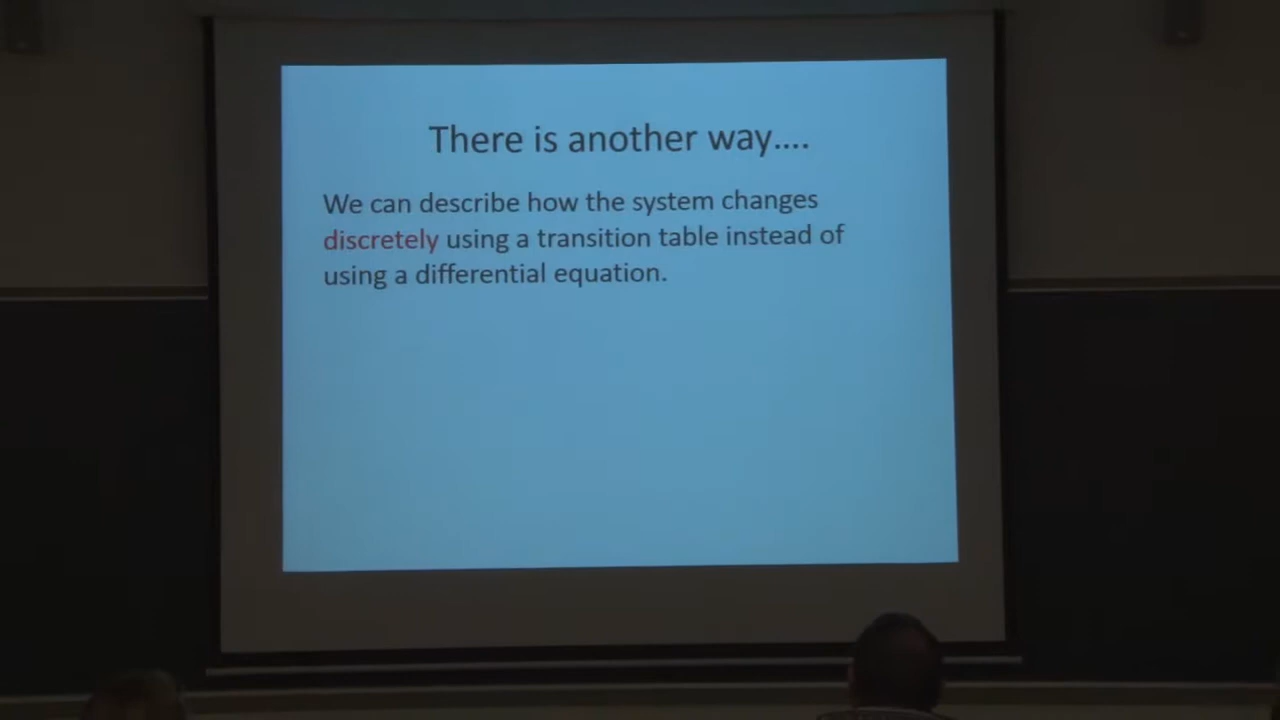 There is another way....
We can describe how the system changes
discretely using a transition table instead of
using a differential equation.